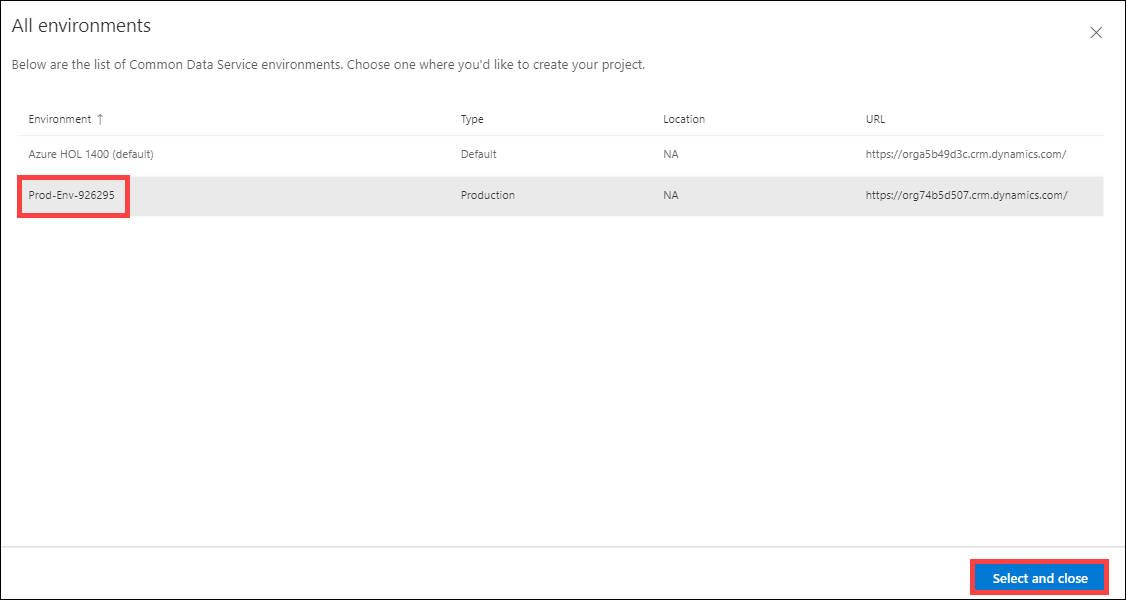 All environments
Below are the list of Common Data Service environments. Choose one where you'd like to create your project.
Environment ↑ Type Location URL
Azure HOL 1400 (default) Default NA https://orga5b49d3c.crm.dynamics.com/
Prod-Env-926295 Production NA https://org74b5d507.crm.dynamics.com/
Select and close